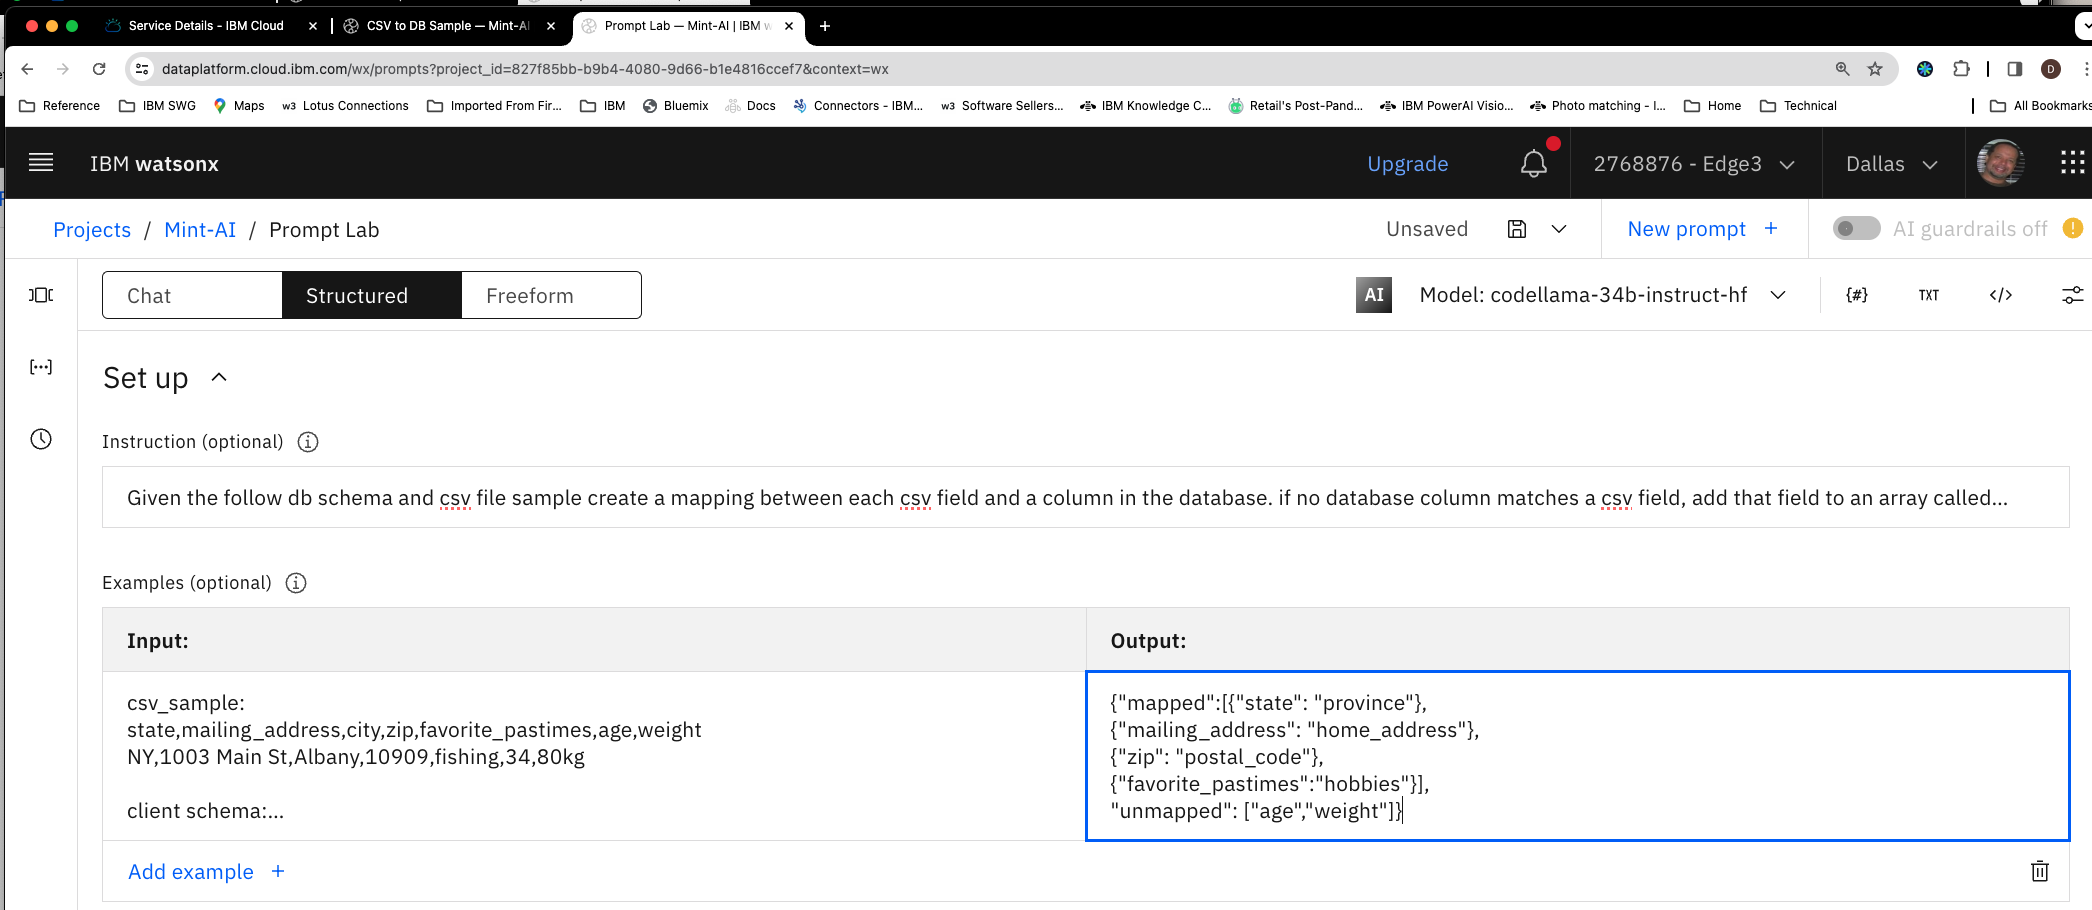 Service Details - IBM Cloud
CSV to DB Sample — Mint-AI
Prompt Lab — Mint-AI | IBM w
dataplatform.cloud.ibm.com/wx/prompts?project_id=827f85bb-b9b4-4080-9d66-b1e4816ccef7&context=wx
D
Reference
IBM SWG
Maps
w3 Lotus Connections
Imported From Fir...
IBM
Bluemix
Docs
Connectors - IBM...
w3 Software Sellers...
IBM Knowledge C...
Retail's Post-Pand...
IBM PowerAI Visio...
Photo matching - I...
Home
Technical
All Bookmarks
IBM watsonx
Upgrade
2768876 - Edge3
Dallas
Projects / Mint-AI / Prompt Lab
Unsaved
New prompt +
AI guardrails off
Chat
Structured
Freeform
AI
Model: codellama-34b-instruct-hf
{#}
TXT
</>
Set up
Instruction (optional)
Given the follow db schema and csv file sample create a mapping between each csv field and a column in the database. if no database column matches a csv field, add that field to an array called...
Examples (optional)
Input:
Output:
csv_sample:
state,mailing_address,city,zip,favorite_pastimes,age,weight
NY,1003 Main St,Albany,10909,fishing,34,80kg
client schema:...
{"mapped":[{"state": "province"},
{"mailing_address": "home_address"},
{"zip": "postal_code"},
{"favorite_pastimes":"hobbies"}],
"unmapped": ["age","weight"]}
Add example +